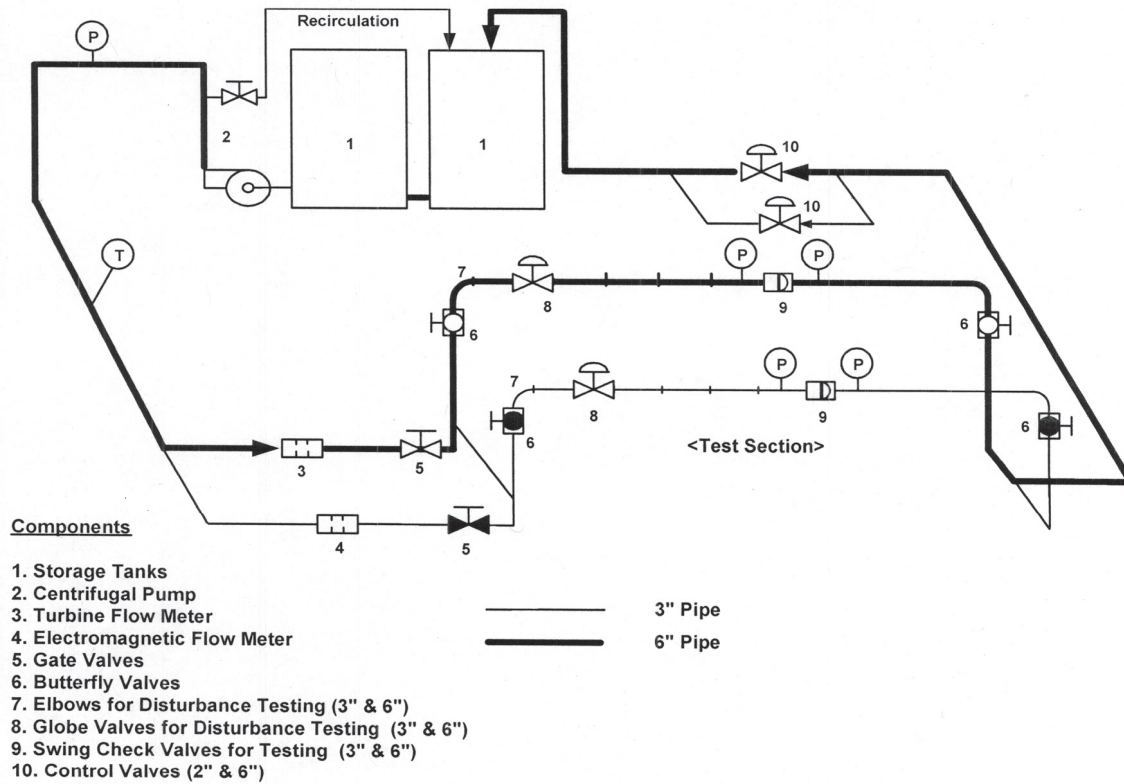 P
Recirculation
2
1
1
10
10
T
P
P
7
8
9
6
6
P
P
7
8
9
6
6
<Test Section>
3
5
4
5
Components
1. Storage Tanks
2. Centrifugal Pump
3. Turbine Flow Meter
4. Electromagnetic Flow Meter
5. Gate Valves
6. Butterfly Valves
7. Elbows for Disturbance Testing (3" & 6")
8. Globe Valves for Disturbance Testing (3" & 6")
9. Swing Check Valves for Testing (3" & 6")
10. Control Valves (2" & 6")
3" Pipe
6" Pipe